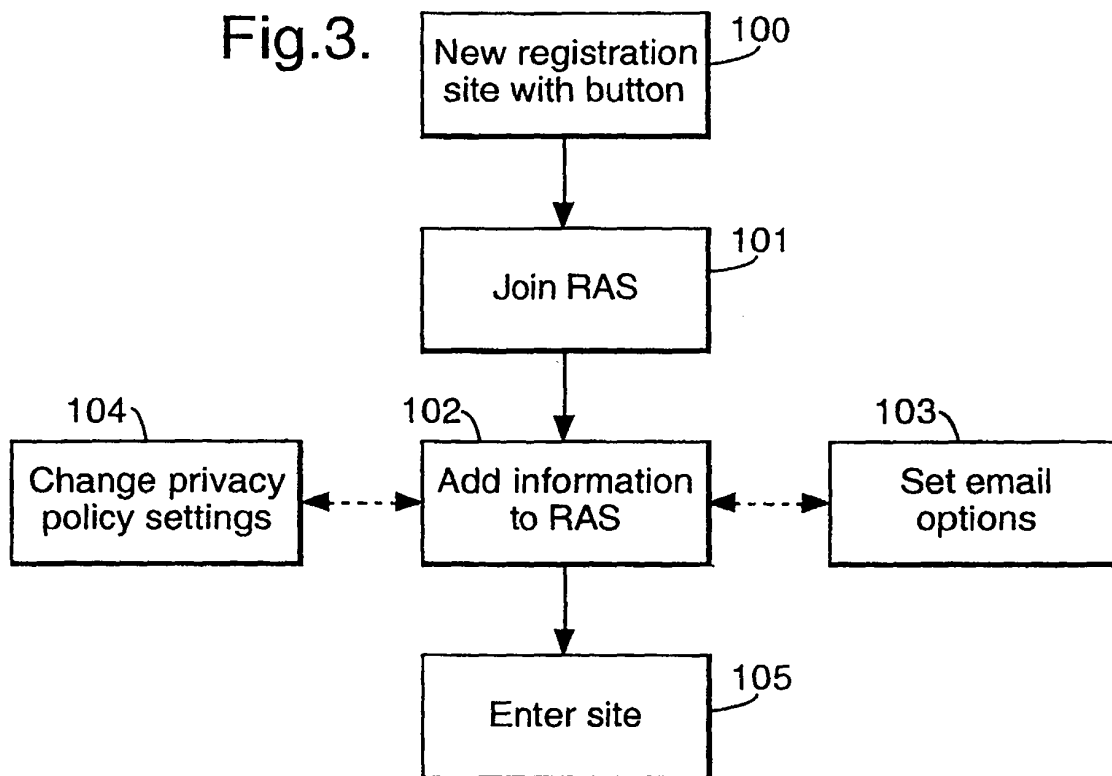 Fig.3.
New registration
site with button
100
Join RAS
101
104
Change privacy
policy settings
102
Add information
to RAS
103
Set email
options
Enter site
105